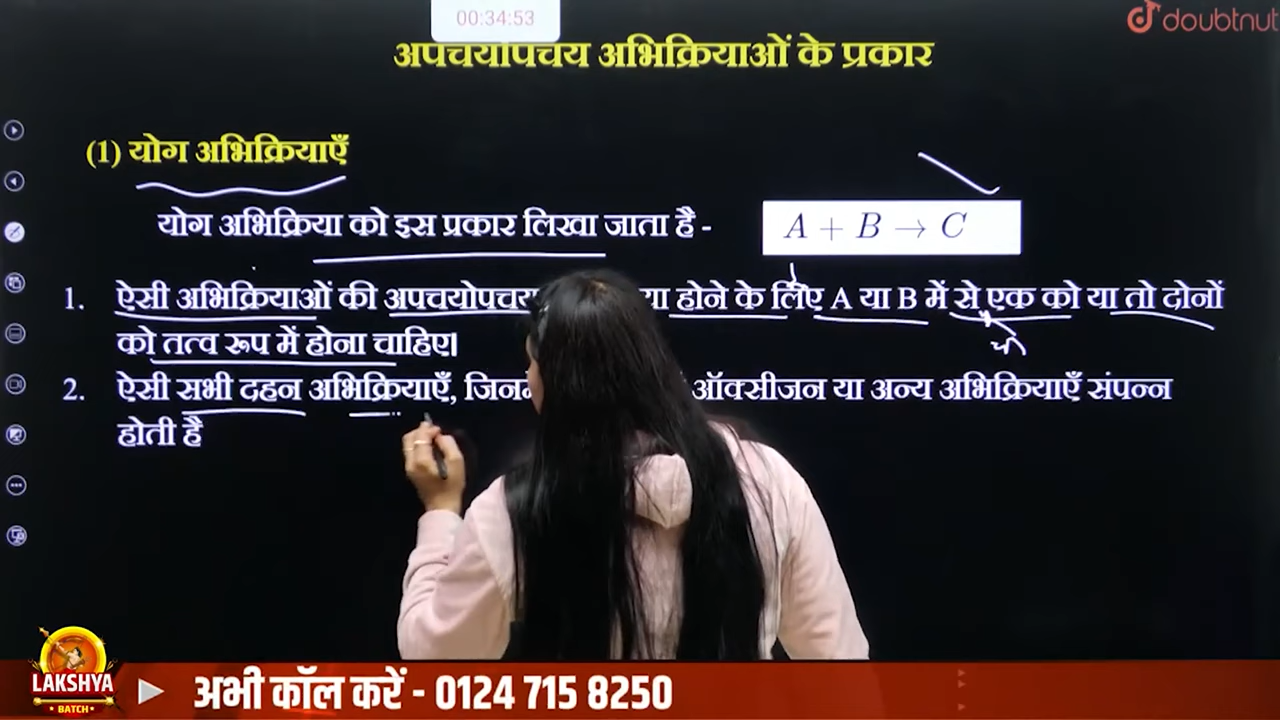 00:34:53
doubtnut
अपचयोपचय अभिक्रियाओं के प्रकार
(1) योग अभिक्रियाएँ
योग अभिक्रिया को इस प्रकार लिखा जाता है - A + B → C
1. ऐसी अभिक्रियाओं की अपचयोपचय या होने के लिए A या B में से एक को या तो दोनों
को तत्व रूप में होना चाहिए।
2. ऐसी सभी दहन अभिक्रियाएँ, ऑक्सीजन या अन्य अभिक्रियाएँ संपन्न
होती है
LAKSHYA
BATCH
अभी कॉल करें - 0124 715 8250